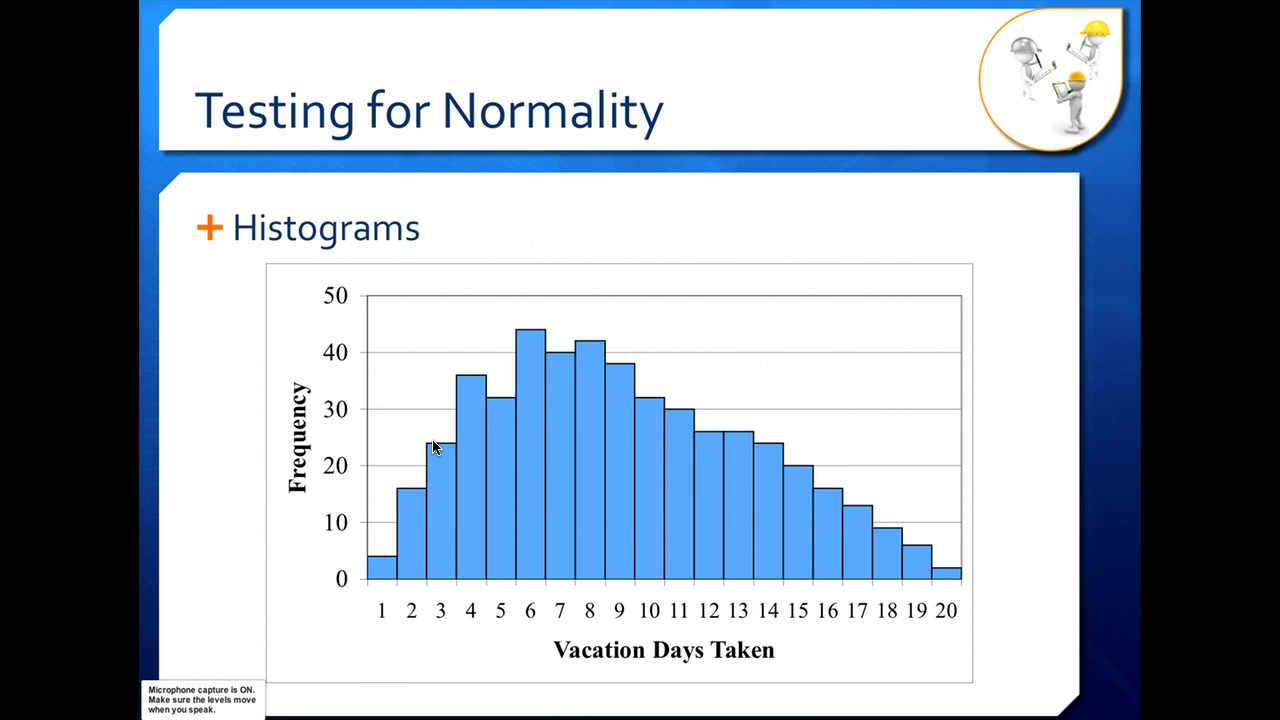 Testing for Normality
+ Histograms
50
40
30
20
10
0
Frequency
1 2 3 4 5 6 7 8 9 10 11 12 13 14 15 16 17 18 19 20
Vacation Days Taken
Microphone capture is ON.
Make sure the levels move
when you speak.